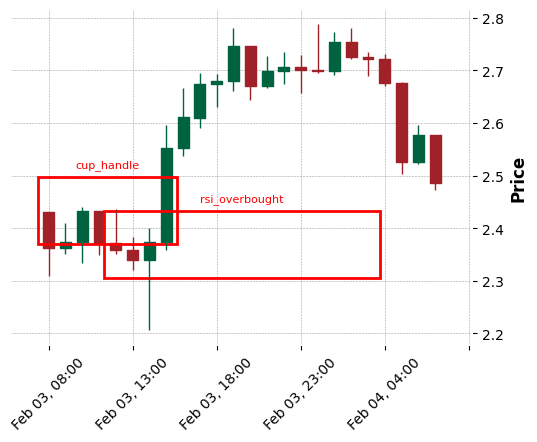 2.8
2.7
2.6
cup_handle
2.5
Price
rsi_overbought
2.4
2.3
2.2
Feb 03, 08:00
Feb 03, 13:00
Feb 03, 18:00
Feb 03, 23:00
Feb 04, 04:00